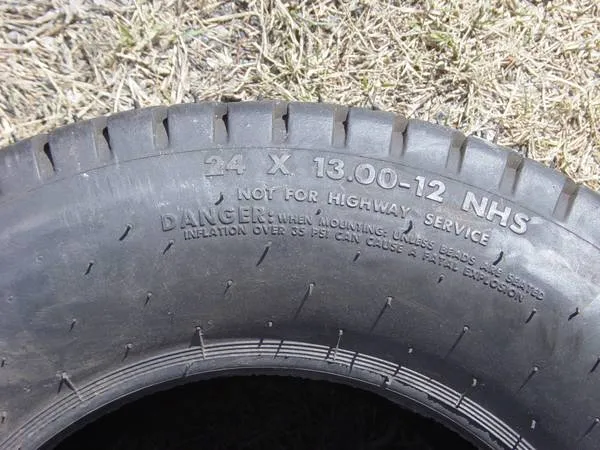 24 X 13.00-12 NHS
NOT FOR HIGHWAY SERVICE
DANGER: WHEN MOUNTING: UNLESS BEADS ARE SEATED
INFLATION OVER 35 PSI CAN CAUSE A FATAL EXPLOSION